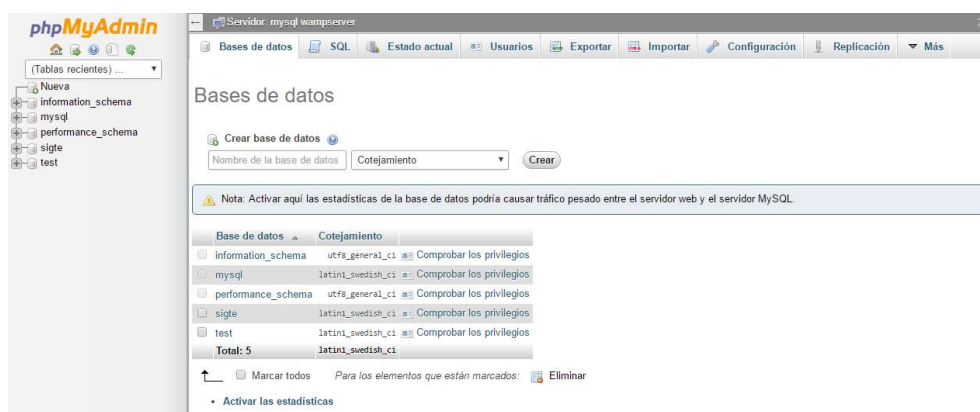 phpMyAdmin
(Tablas recientes) ...
Nueva
information_schema
mysql
performance_schema
sigte
test
Servidor: mysql wampserver
Bases de datos SQL Estado actual Usuarios Exportar Importar Configuración Replicación Más
Bases de datos
Crear base de datos
Nombre de la base de datos Cotejamiento Crear
Nota: Activar aquí las estadísticas de la base de datos podría causar tráfico pesado entre el servidor web y el servidor MySQL.
Base de datos Cotejamiento
information_schema utf8_general_ci Comprobar los privilegios
mysql latin1_swedish_ci Comprobar los privilegios
performance_schema utf8_general_ci Comprobar los privilegios
sigte latin1_swedish_ci Comprobar los privilegios
test latin1_swedish_ci Comprobar los privilegios
Total: 5 latin1_swedish_ci
Marcar todos Para los elementos que están marcados: Eliminar
Activar las estadísticas